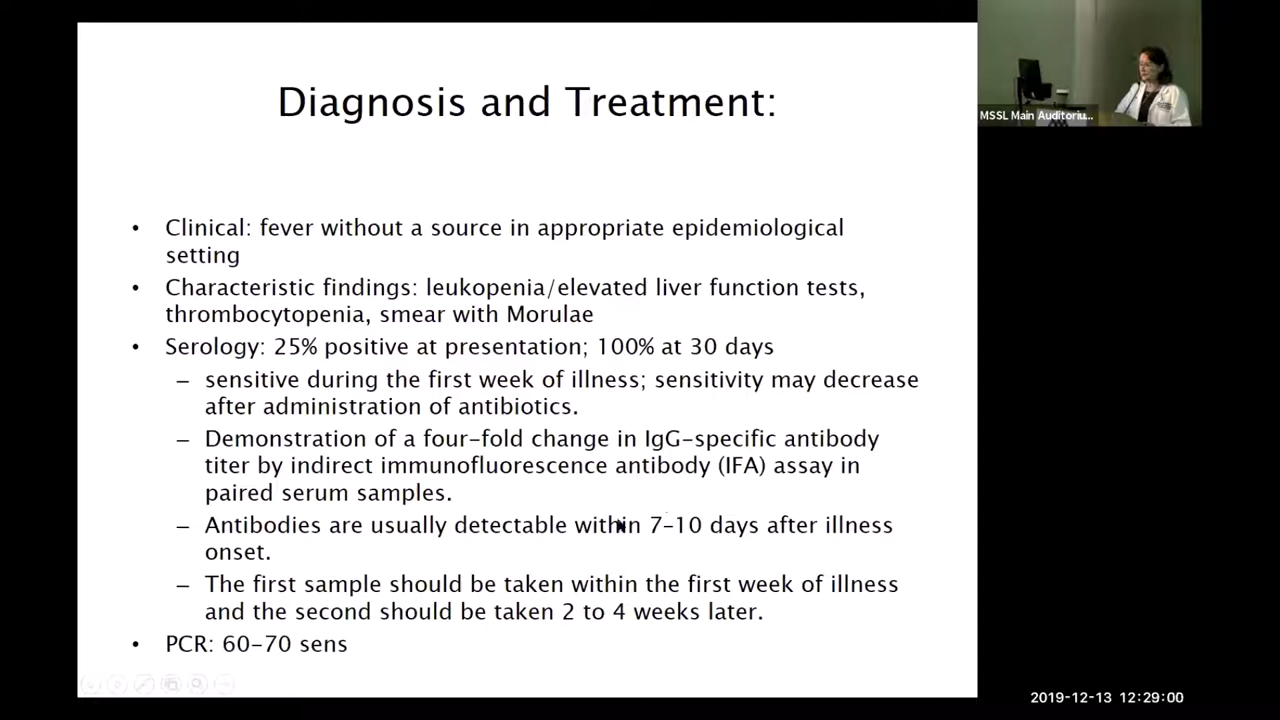 Diagnosis and Treatment:
• Clinical: fever without a source in appropriate epidemiological
setting
• Characteristic findings: leukopenia/elevated liver function tests,
thrombocytopenia, smear with Morulae
• Serology: 25% positive at presentation; 100% at 30 days
– sensitive during the first week of illness; sensitivity may decrease
after administration of antibiotics.
– Demonstration of a four-fold change in IgG-specific antibody
titer by indirect immunofluorescence antibody (IFA) assay in
paired serum samples.
– Antibodies are usually detectable within 7-10 days after illness
onset.
– The first sample should be taken within the first week of illness
and the second should be taken 2 to 4 weeks later.
• PCR: 60-70 sens
MSSL Main Auditoriu...
2019-12-13 12:29:00